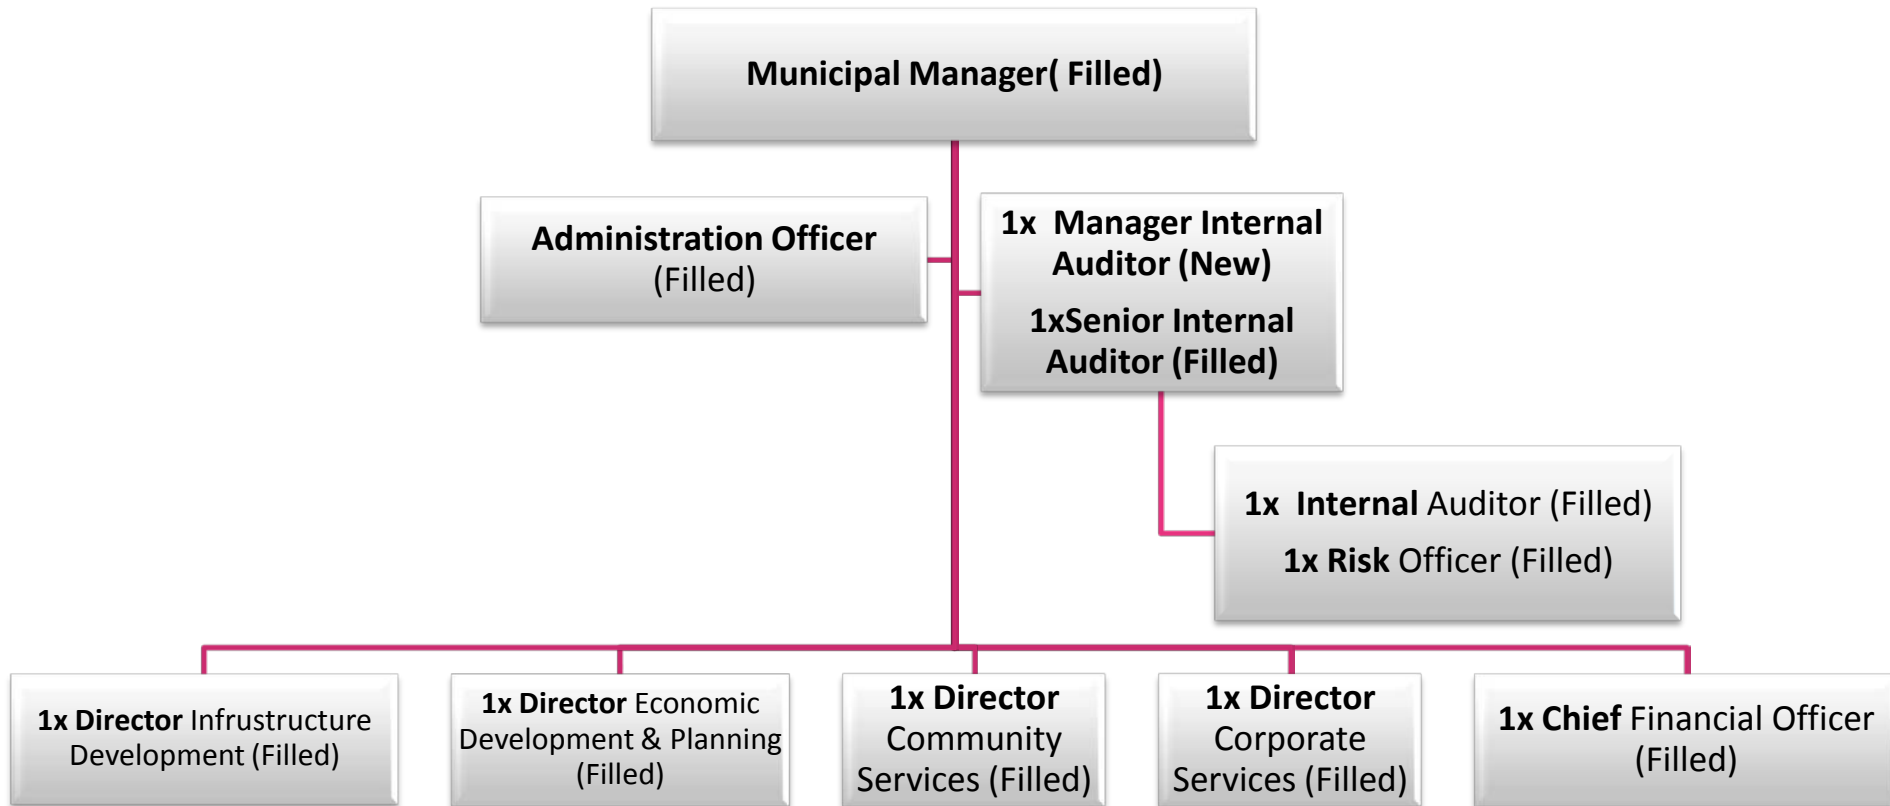 Municipal Manager( Filled)
Administration Officer
(Filled)
1x  Manager Internal
Auditor (New)
1xSenior Internal
Auditor (Filled)
1x  Internal Auditor (Filled)
1x Risk Officer (Filled)
1x Director Infrustructure
Development (Filled)
1x Director Economic
Development & Planning
(Filled)
1x Director
Community
Services (Filled)
1x Director
Corporate
Services (Filled)
1x Chief Financial Officer
(Filled)